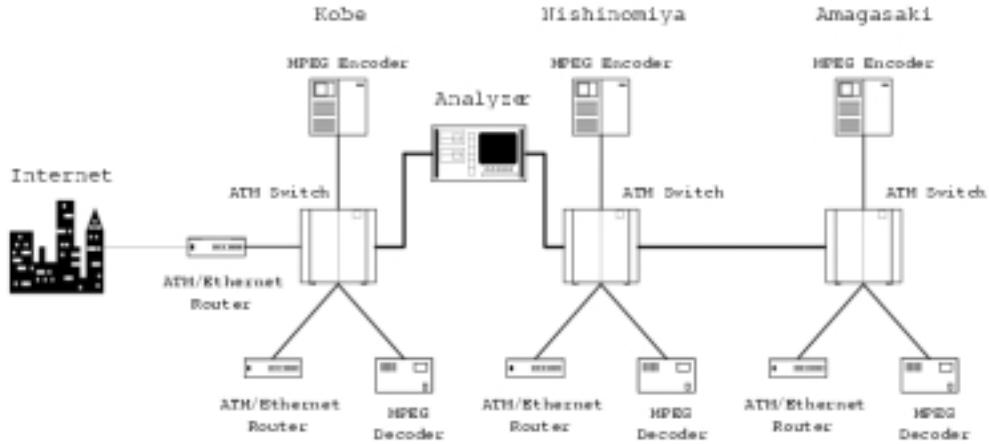 Kobe
Nishinomiya
Amagasaki
MPEG Encoder
MPEG Encoder
MPEG Encoder
Analyzer
Internet
ATM Switch
ATM Switch
ATM Switch
ATM/Ethernet
Router
ATM/Ethernet
Router
MPEG
Decoder
ATM/Ethernet
Router
MPEG
Decoder
ATM/Ethernet
Router
MPEG
Decoder